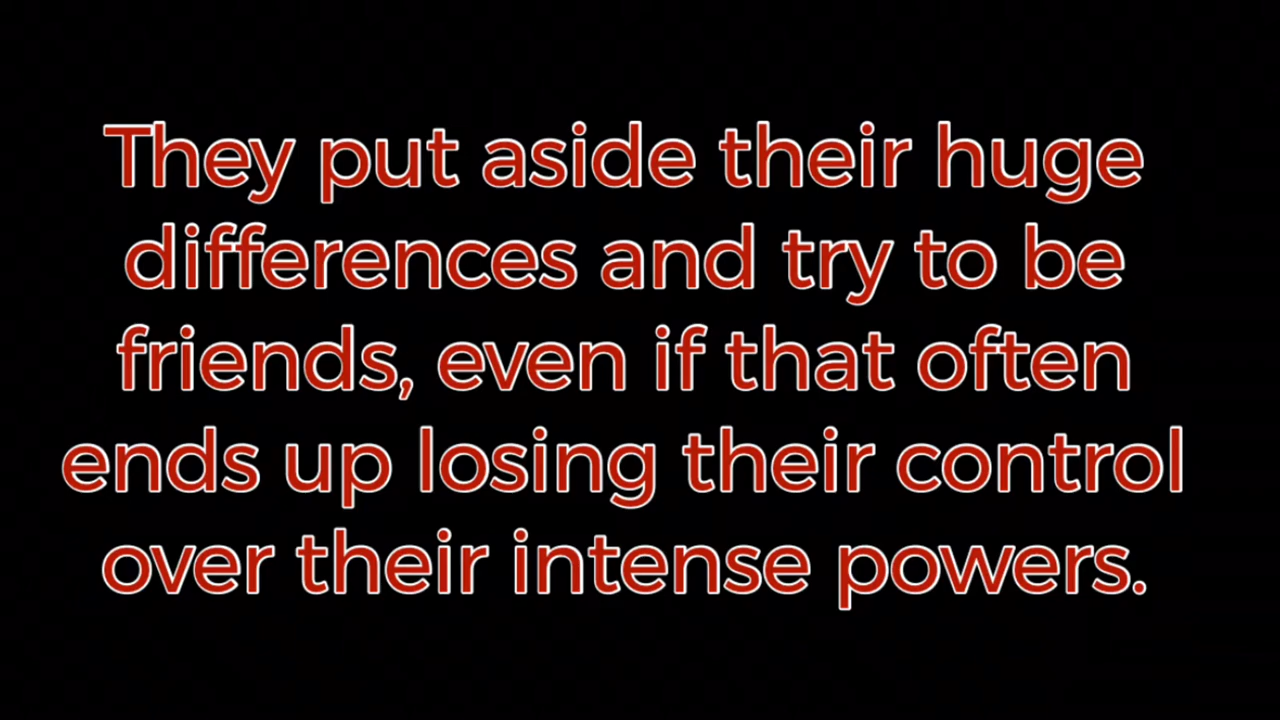 They put aside their huge
differences and try to be
friends, even if that often
ends up losing their control
over their intense powers.